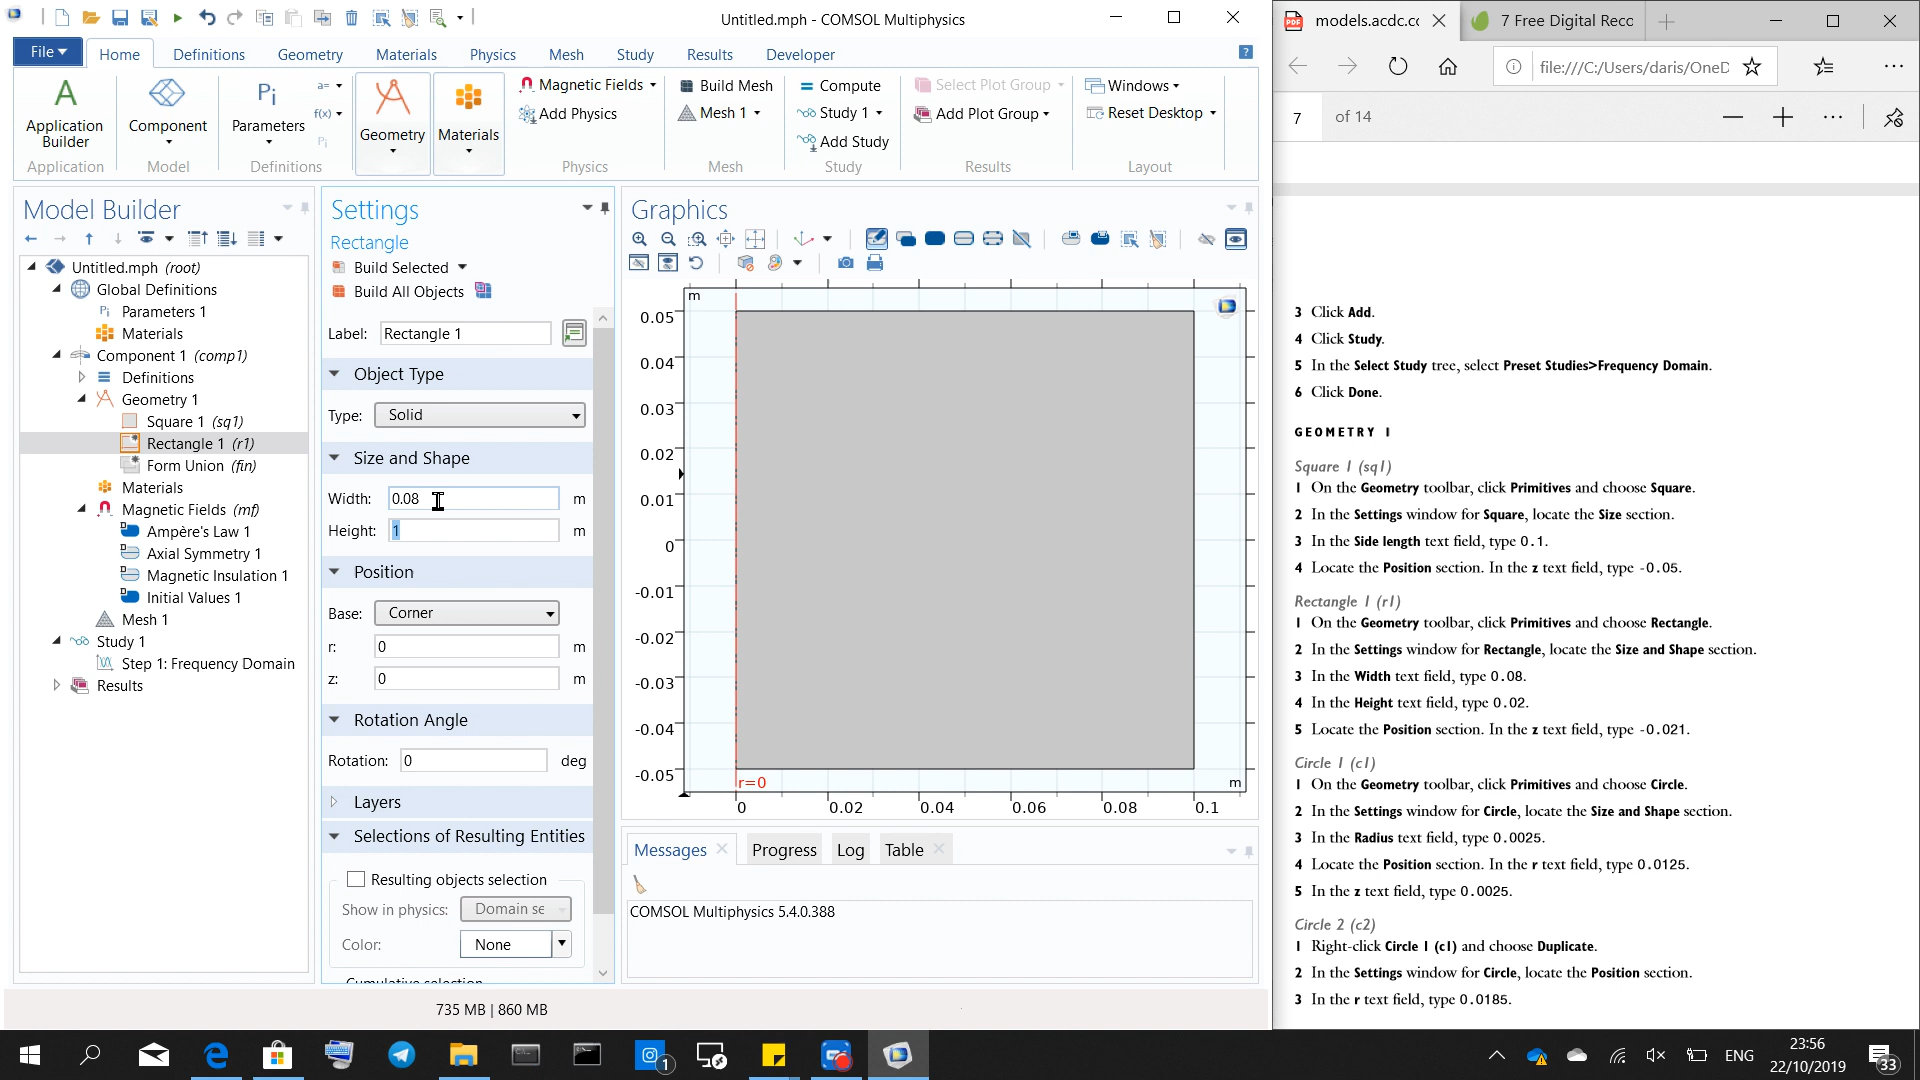 Untitled.mph - COMSOL Multiphysics
File
Home
Definitions
Geometry
Materials
Physics
Mesh
Study
Results
Developer
Application Builder
Component
Pi
Parameters
a=
f(x)
Pi
Geometry
Materials
Magnetic Fields
Add Physics
Build Mesh
Mesh 1
Compute
Study 1
Add Study
Select Plot Group
Add Plot Group
Windows
Reset Desktop
Application
Model
Definitions
Physics
Mesh
Study
Results
Layout
Model Builder
Untitled.mph (root)
Global Definitions
Pi Parameters 1
Materials
Component 1 (comp1)
Definitions
Geometry 1
Square 1 (sq1)
Rectangle 1 (r1)
Form Union (fin)
Materials
Magnetic Fields (mf)
Ampère's Law 1
Axial Symmetry 1
Magnetic Insulation 1
Initial Values 1
Mesh 1
Study 1
Step 1: Frequency Domain
Results
Settings
Rectangle
Build Selected
Build All Objects
Label: Rectangle 1
Object Type
Type: Solid
Size and Shape
Width: 0.08 m
Height: 1 m
Position
Base: Corner
r: 0 m
z: 0 m
Rotation Angle
Rotation: 0 deg
Layers
Selections of Resulting Entities
Resulting objects selection
Show in physics: Domain se
Color: None
Cumulative selection
Graphics
m
0.05
0.04
0.03
0.02
0.01
0
-0.01
-0.02
-0.03
-0.04
-0.05
r=0
m
0 0.02 0.04 0.06 0.08 0.1
Messages
Progress
Log
Table
COMSOL Multiphysics 5.4.0.388
735 MB | 860 MB
PDF
models.acdc.cc
7 Free Digital Recc
file:///C:/Users/daris/OneD
7 of 14
3 Click Add.
4 Click Study.
5 In the Select Study tree, select Preset Studies>Frequency Domain.
6 Click Done.
GEOMETRY 1
Square 1 (sq1)
1 On the Geometry toolbar, click Primitives and choose Square.
2 In the Settings window for Square, locate the Size section.
3 In the Side length text field, type 0.1.
4 Locate the Position section. In the z text field, type -0.05.
Rectangle 1 (r1)
1 On the Geometry toolbar, click Primitives and choose Rectangle.
2 In the Settings window for Rectangle, locate the Size and Shape section.
3 In the Width text field, type 0.08.
4 In the Height text field, type 0.02.
5 Locate the Position section. In the z text field, type -0.021.
Circle 1 (c1)
1 On the Geometry toolbar, click Primitives and choose Circle.
2 In the Settings window for Circle, locate the Size and Shape section.
3 In the Radius text field, type 0.0025.
4 Locate the Position section. In the r text field, type 0.0125.
5 In the z text field, type 0.0025.
Circle 2 (c2)
1 Right-click Circle 1 (c1) and choose Duplicate.
2 In the Settings window for Circle, locate the Position section.
3 In the r text field, type 0.0185.
1
ENG
23:56
22/10/2019
33